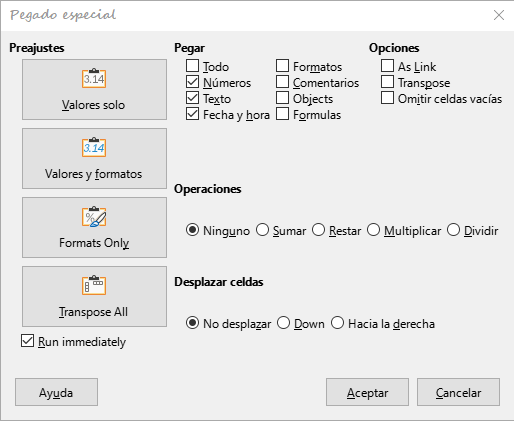 Pegado especial
Preajustes
3.14
Valores solo
3.14
Valores y formatos
%
Formats Only
Transpose All
Run immediately
Pegar
Todo
Números
Texto
Fecha y hora
Formatos
Comentarios
Objects
Formulas
Opciones
As Link
Transpose
Omitir celdas vacías
Operaciones
Ninguno Sumar Restar Multiplicar Dividir
Desplazar celdas
No desplazar Down Hacia la derecha
Ayuda Aceptar Cancelar